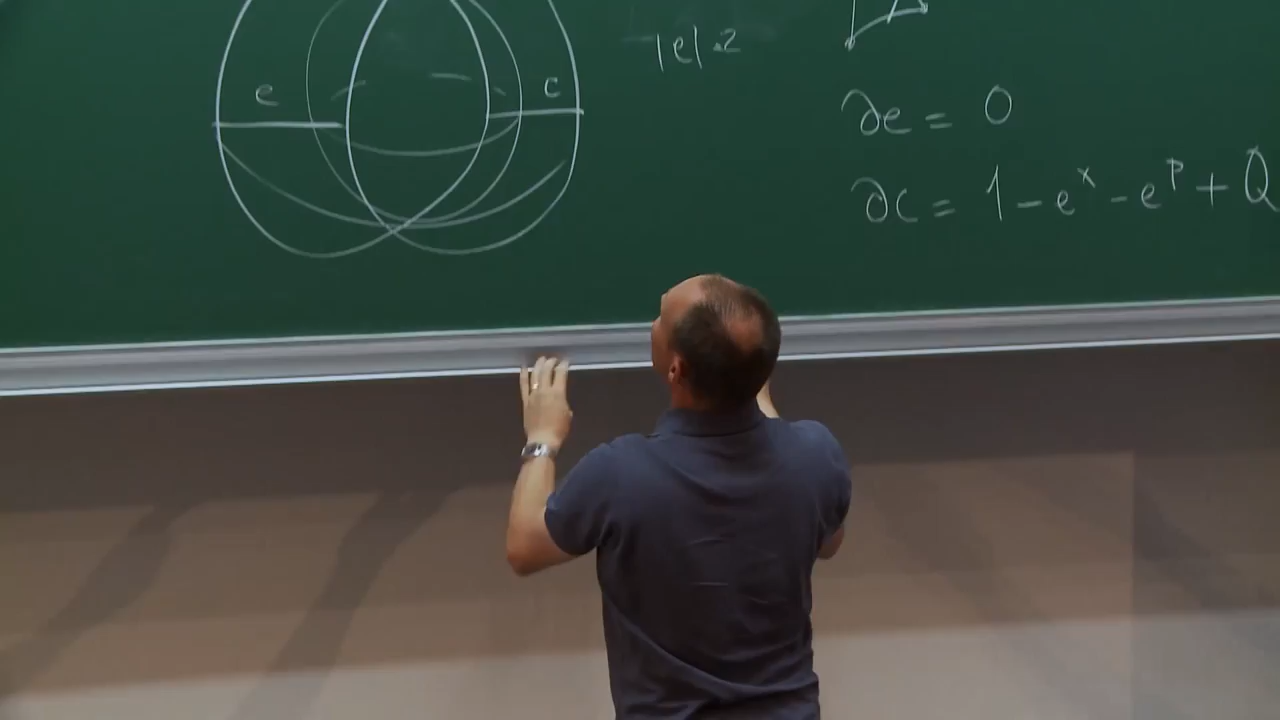 e
c
|e|=2
∂e = 0
∂c = 1 - e^x - e^p + Q